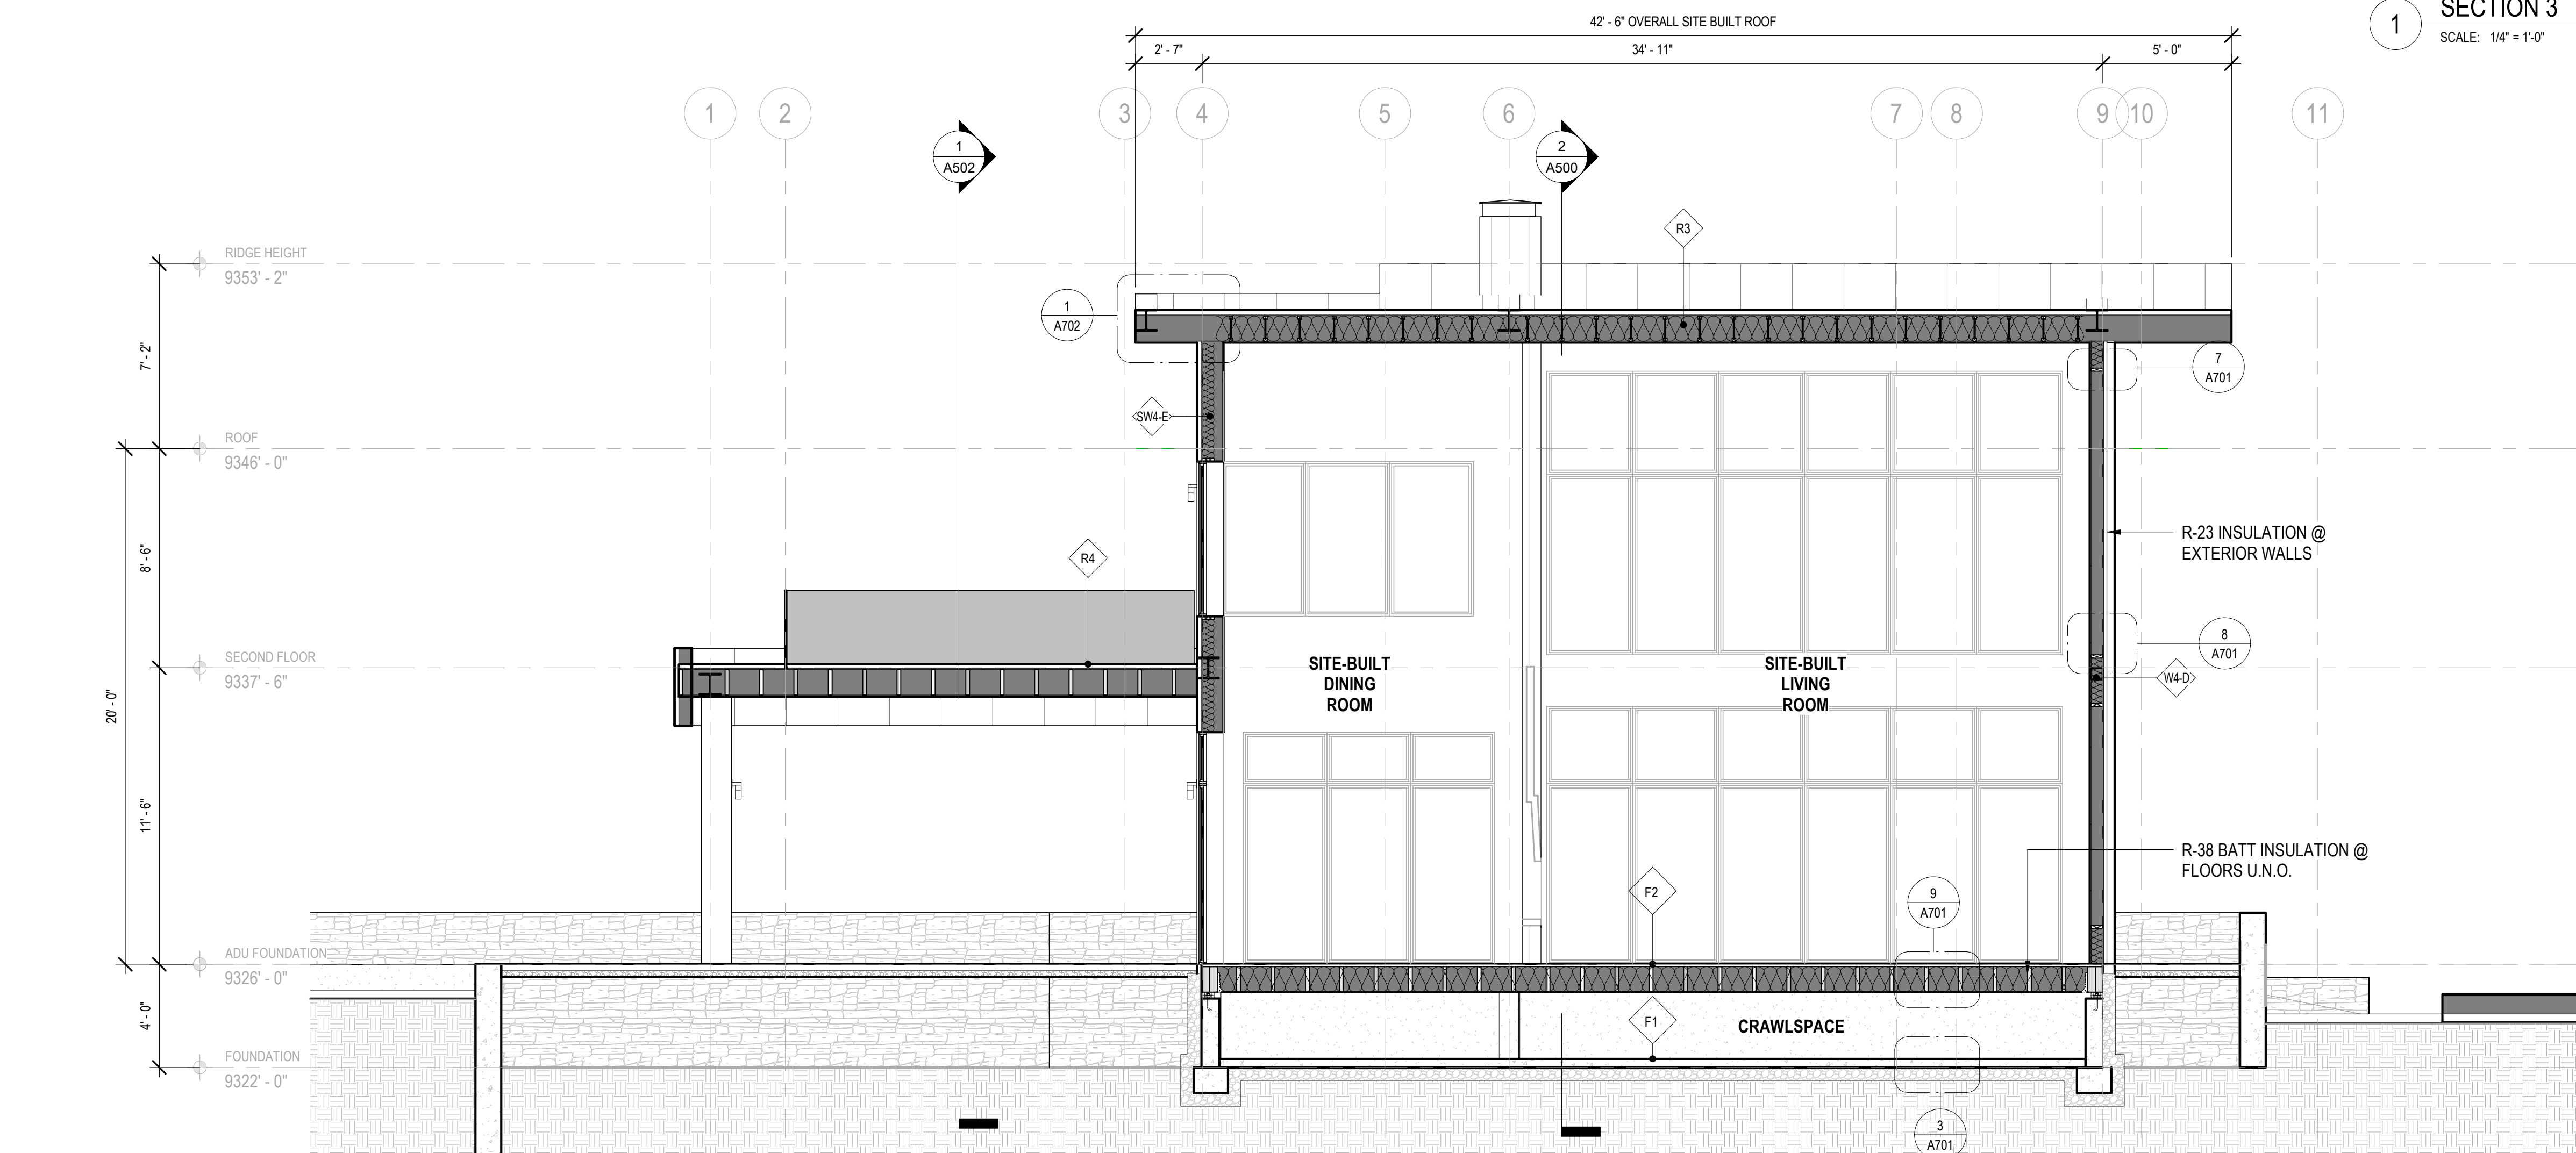 42' - 6" OVERALL SITE BUILT ROOF
1
SECTION 3
SCALE: 1/4" = 1'-0"
2' - 7"
34' - 11"
5' - 0"
1
2
3
4
5
6
7
8
9
10
11
1
A502
2
A500
R3
RIDGE HEIGHT
9353' - 2"
1
A702
7' - 2"
7
A701
SW4-E
ROOF
9346' - 0"
R-23 INSULATION @
EXTERIOR WALLS
8' - 6"
R4
8
A701
SECOND FLOOR
9337' - 6"
SITE-BUILT
DINING
ROOM
SITE-BUILT
LIVING
ROOM
W4-D
20' - 0"
11' - 6"
R-38 BATT INSULATION @
FLOORS U.N.O.
F2
9
A701
ADU FOUNDATION
9326' - 0"
4' - 0"
F1
CRAWLSPACE
FOUNDATION
9322' - 0"
3
A701